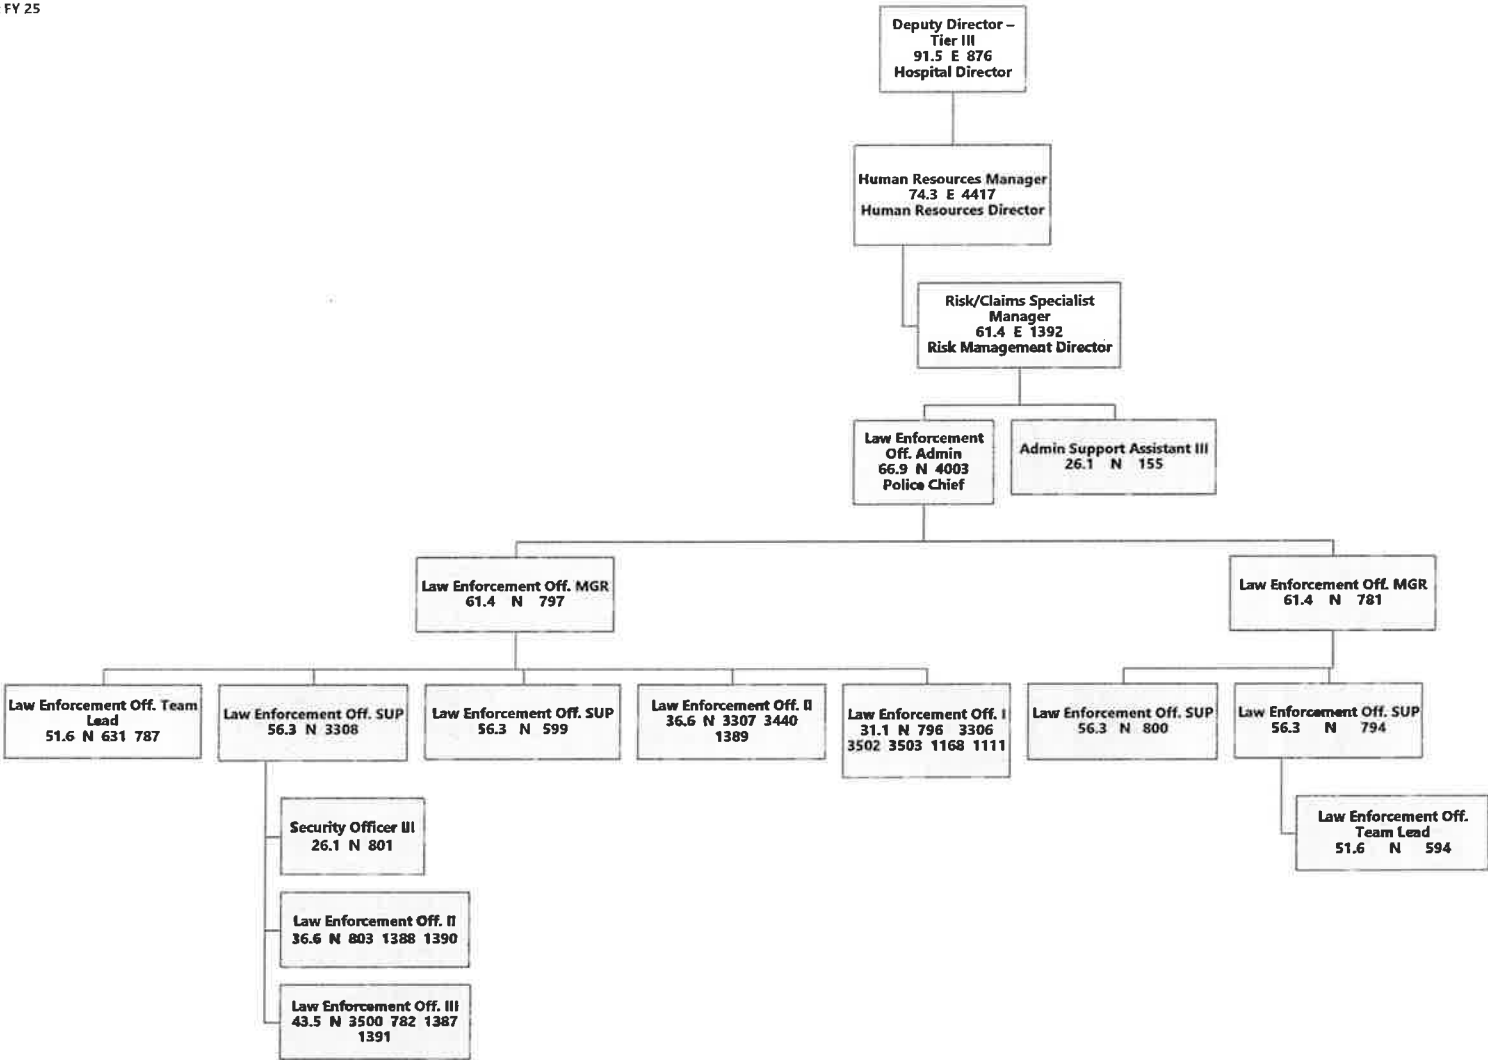 FY 25
Deputy Director –
Tier III
91.5 E 876
Hospital Director
Human Resources Manager
74.3 E 4417
Human Resources Director
Risk/Claims Specialist
Manager
61.4 E 1392
Risk Management Director
Law Enforcement
Off. Admin
66.9 N 4003
Police Chief
Admin Support Assistant III
26.1 N 155
Law Enforcement Off. MGR
61.4 N 797
Law Enforcement Off. MGR
61.4 N 781
Law Enforcement Off. Team
Lead
51.6 N 631 787
Law Enforcement Off. SUP
56.3 N 3308
Law Enforcement Off. SUP
56.3 N 599
Law Enforcement Off. II
36.6 N 3307 3440
1389
Law Enforcement Off. I
31.1 N 796 3306
3502 3503 1168 1111
Law Enforcement Off. SUP
56.3 N 800
Law Enforcement Off. SUP
56.3 N 794
Security Officer III
26.1 N 801
Law Enforcement Off. II
36.6 N 803 1388 1390
Law Enforcement Off. III
43.5 N 3500 782 1387
1391
Law Enforcement Off.
Team Lead
51.6 N 594